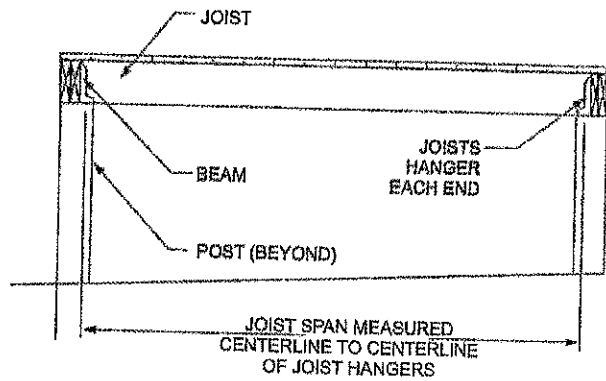 JOIST
JOISTS
HANGER
EACH END
BEAM
POST (BEYOND)
JOIST SPAN MEASURED
CENTERLINE TO CENTERLINE
OF JOIST HANGERS